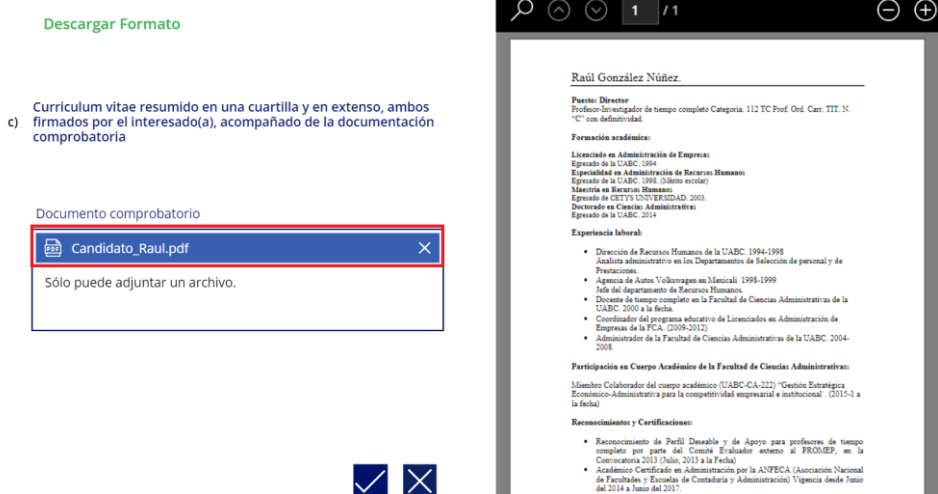 Descargar Formato
c) Curriculum vitae resumido en una cuartilla y en extenso, ambos
firmados por el interesado(a), acompañado de la documentación
comprobatoria
Documento comprobatorio
PDF Candidato_Raul.pdf
Sólo puede adjuntar un archivo.
1 / 1
Raúl González Núñez.
Puesto: Director
Profesor-Investigador de tiempo completo Categoria. 112 TC Prof. Ord. Carr. TIT. N.
"C" con definitividad.
Formación académica:
Licenciado en Administración de Empresas
Egresado de la UABC. 1994
Especialidad en Administración de Recursos Humanos
Egresado de la UABC. 1998. (Mérito escolar)
Maestria en Recursos Humanos
Egresado de CETYS UNIVERSIDAD. 2003.
Doctorado en Ciencias Administrativas
Egresado de la UABC. 2014
Experiencia laboral:
• Dirección de Recursos Humanos de la UABC. 1994-1998
Analista administrativo en los Departamentos de Selección de personal y de
Prestaciones.
• Agencia de Autos Volkswagen en Mexicali 1998-1999
Jefe del departamento de Recursos Humanos.
• Docente de tiempo completo en la Facultad de Ciencias Administrativas de la
UABC. 2000 a la fecha.
• Coordinador del programa educativo de Licenciados en Administración de
Empresas de la FCA. (2009-2012)
• Administrador de la Facultad de Ciencias Administrativas de la UABC. 2004-
2008.
Participación en Cuerpo Académico de la Facultad de Ciencias Administrativas:
Miembro Colaborador del cuerpo académico (UABC-CA-222) "Gestión Estratégica
Económico-Administrativa para la competitividad empresarial e institucional". (2015-1 a
la fecha)
Reconocimientos y Certificaciones:
• Reconocimiento de Perfil Deseable y de Apoyo para profesores de tiempo
completo por parte del Comité Evaluador externo al PROMEP, en la
Convocatoria 2013 (Julio, 2013 a la Fecha)
• Académico Certificado en Administración por la ANFECA (Asociación Nacional
de Facultades y Escuelas de Contaduría y Administración) Vigencia desde Junio
del 2014 a Junio del 2017.